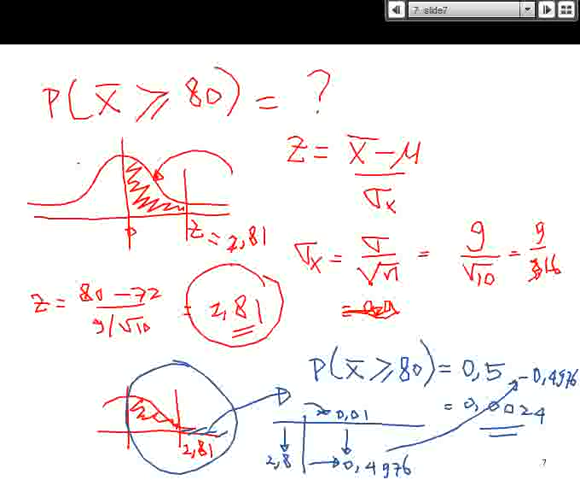 7 slide7
P(X̄ ≥ 80) = ?
Z = X̄ - μ / σx
0
Z = 2,81
σx = σ/√n = 9/√10 = 9/3,16
Z = 80 - 72 / 9/√10 = 2,81
P(X̄ ≥ 80) = 0,5 - 0,4976
= 0,0024
0,01
2,81
2,8
0,4976
7